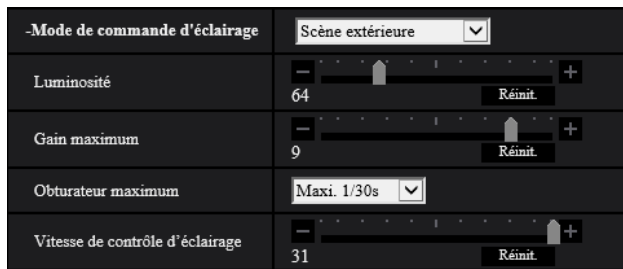 -Mode de commande d'éclairage Scène extérieure
Luminosité
− +
64 Réinit.
Gain maximum
− +
9 Réinit.
Obturateur maximum Maxi. 1/30s
Vitesse de contrôle d'éclairage
− +
31 Réinit.